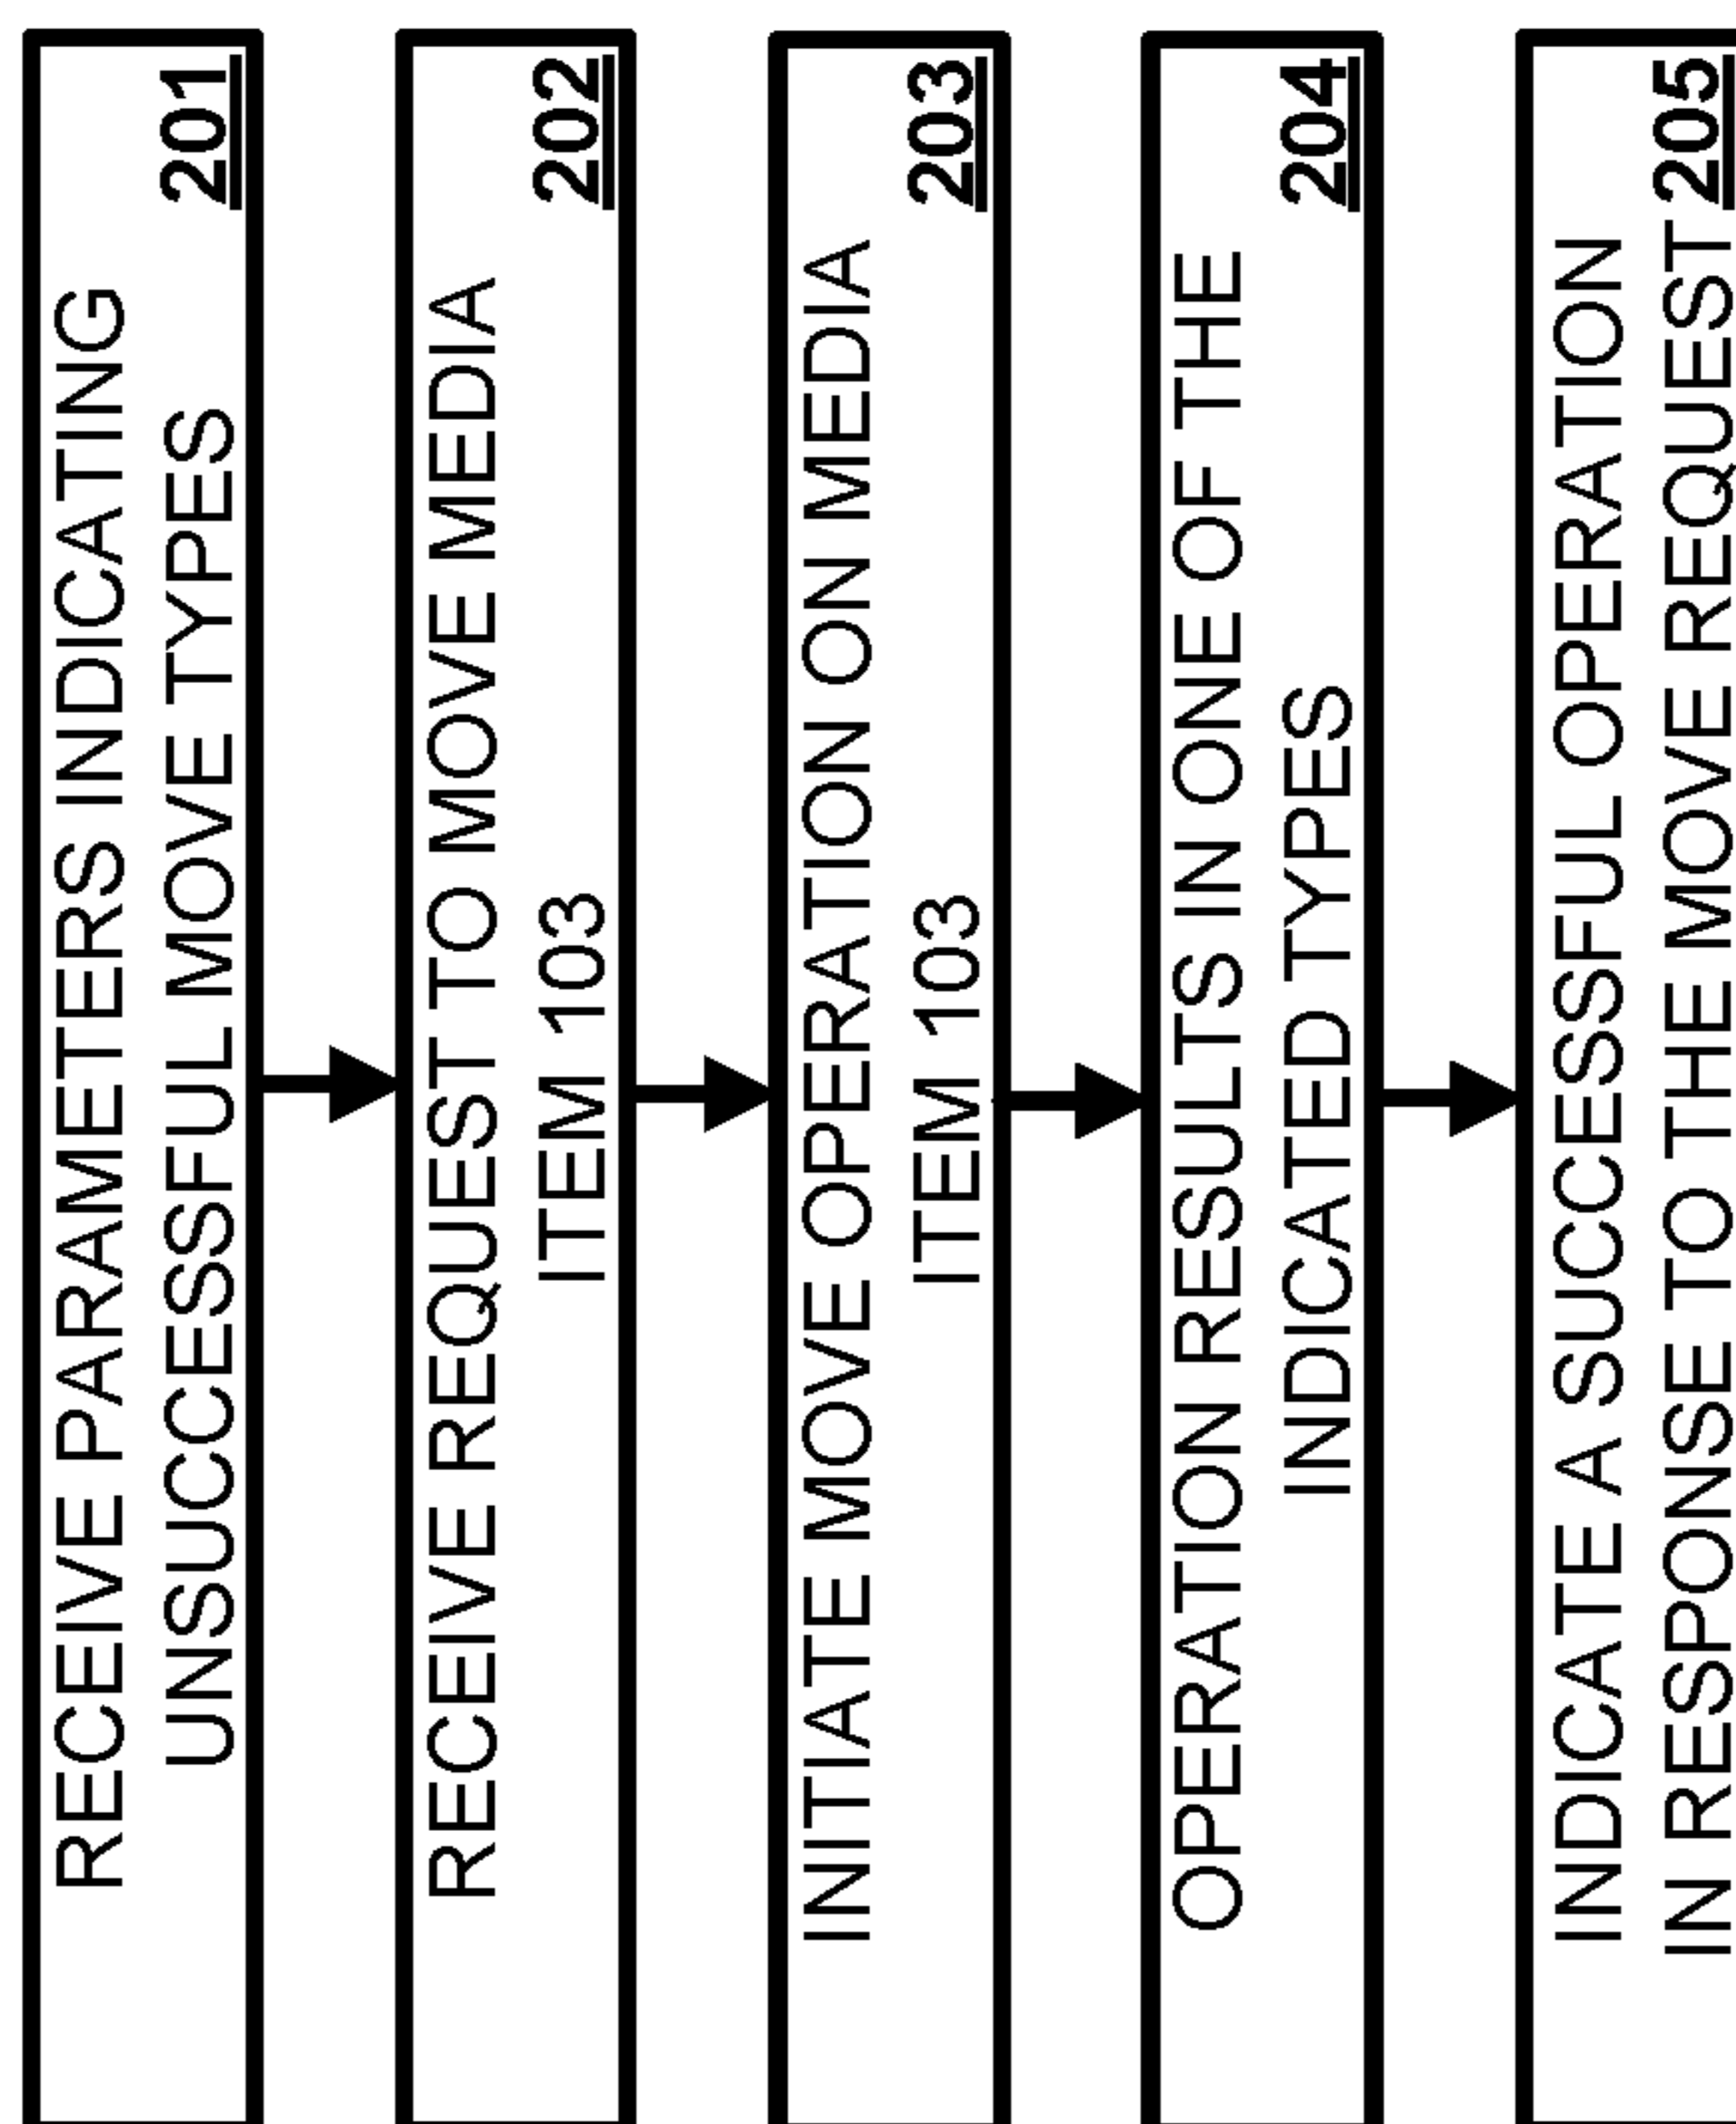 RECEIVE PARAMETERS INDICATING
UNSUCCESSFUL MOVE TYPES 201
RECEIVE REQUEST TO MOVE MEDIA
ITEM 103 202
INITIATE MOVE OPERATION ON MEDIA
ITEM 103 203
OPERATION RESULTS IN ONE OF THE
INDICATED TYPES 204
INDICATE A SUCCESSFUL OPERATION
IN RESPONSE TO THE MOVE REQUEST 205